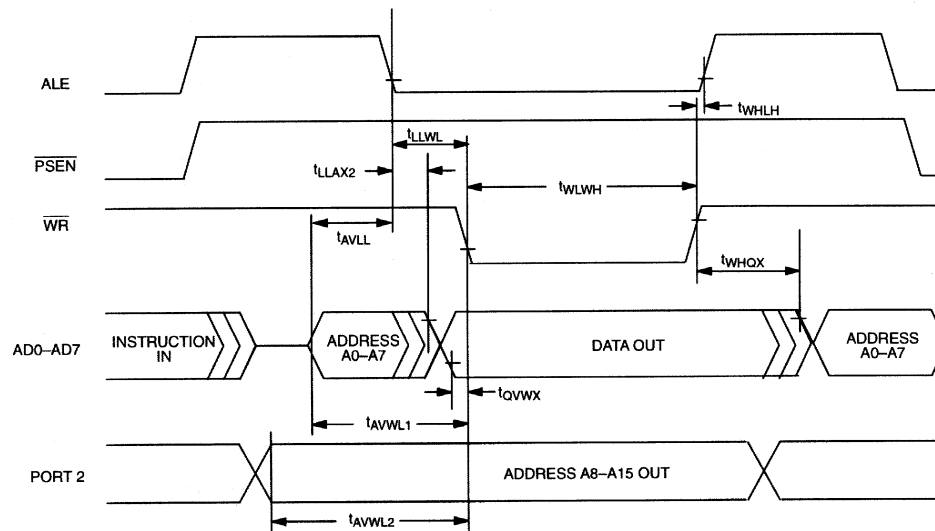 ALE
tWHLH
tLLWL
PSEN
tLLAX2
tWLWH
WR
tAVLL
tWHQX
AD0–AD7
INSTRUCTION
IN
ADDRESS
A0–A7
DATA OUT
ADDRESS
A0–A7
tQVWX
tAVWL1
PORT 2
ADDRESS A8–A15 OUT
tAVWL2